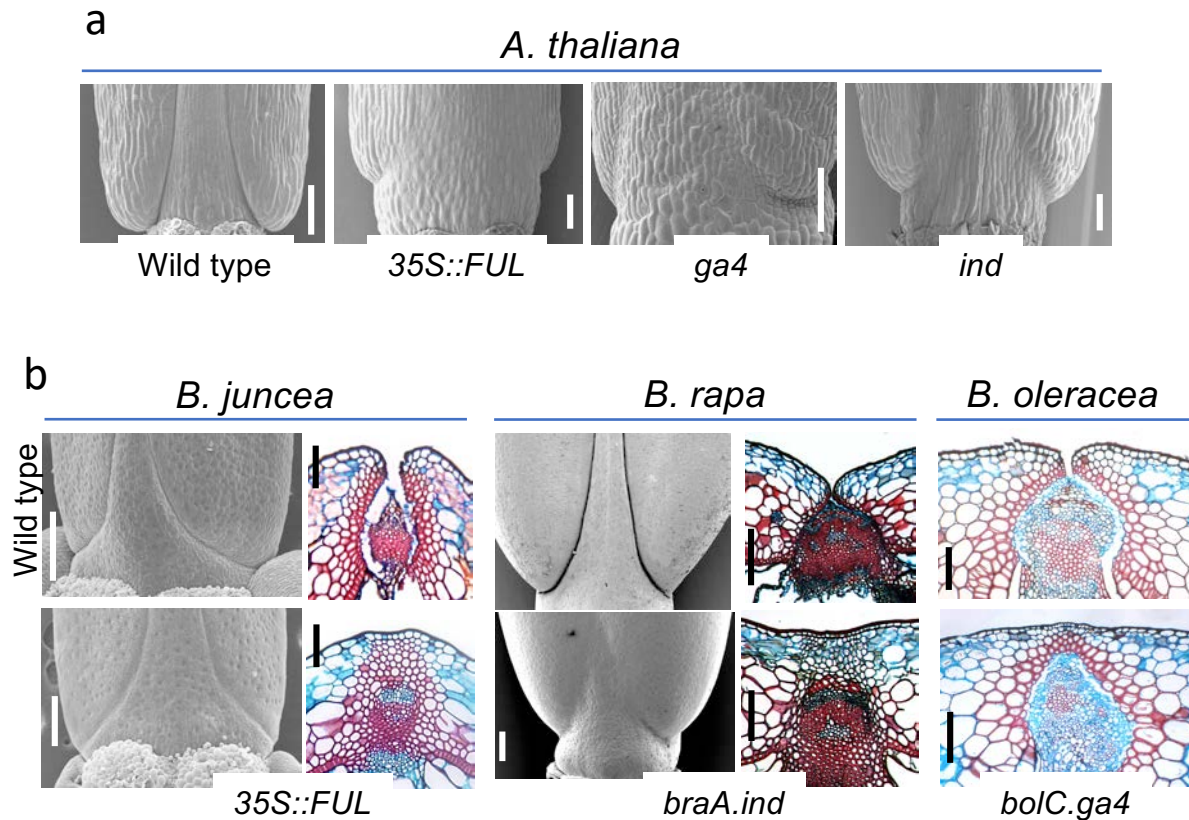 a
A. thaliana
Wild type
35S::FUL
ga4
ind
b
B. juncea
B. rapa
B. oleracea
Wild type
35S::FUL
braA.ind
bolC.ga4